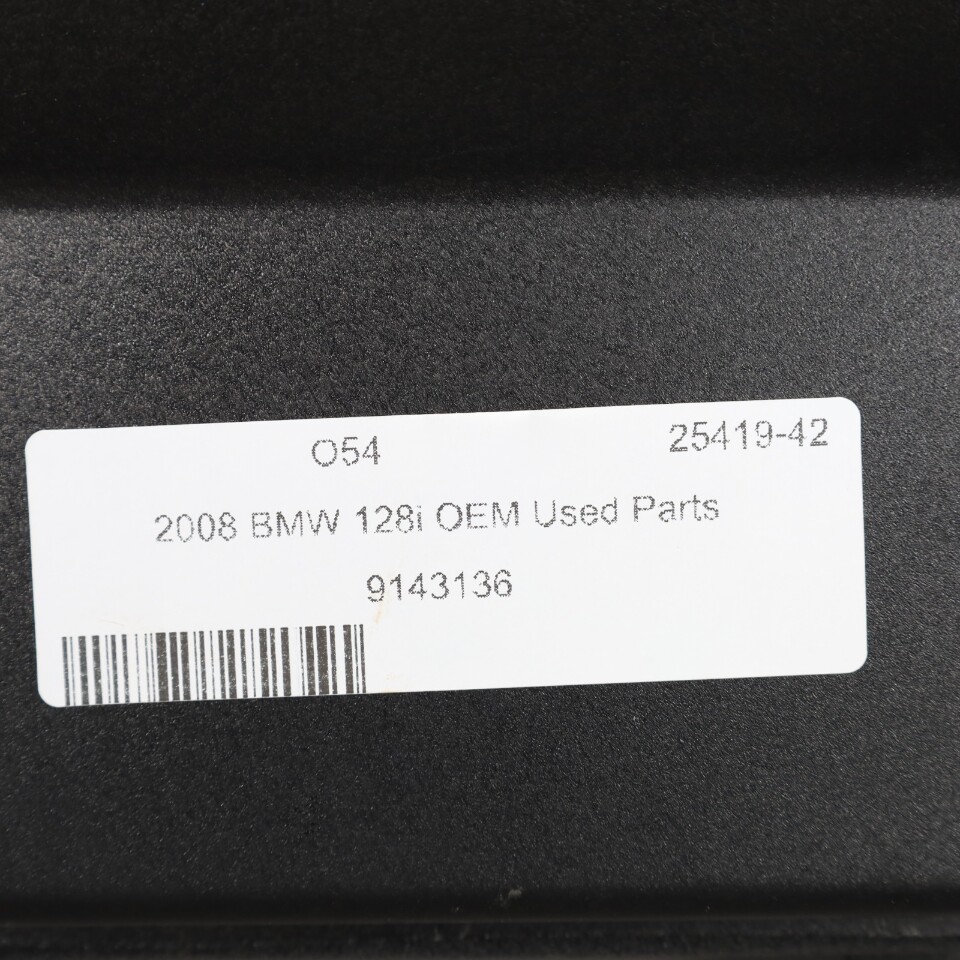 O54 25419-42
2008 BMW 128i OEM Used Parts
9143136